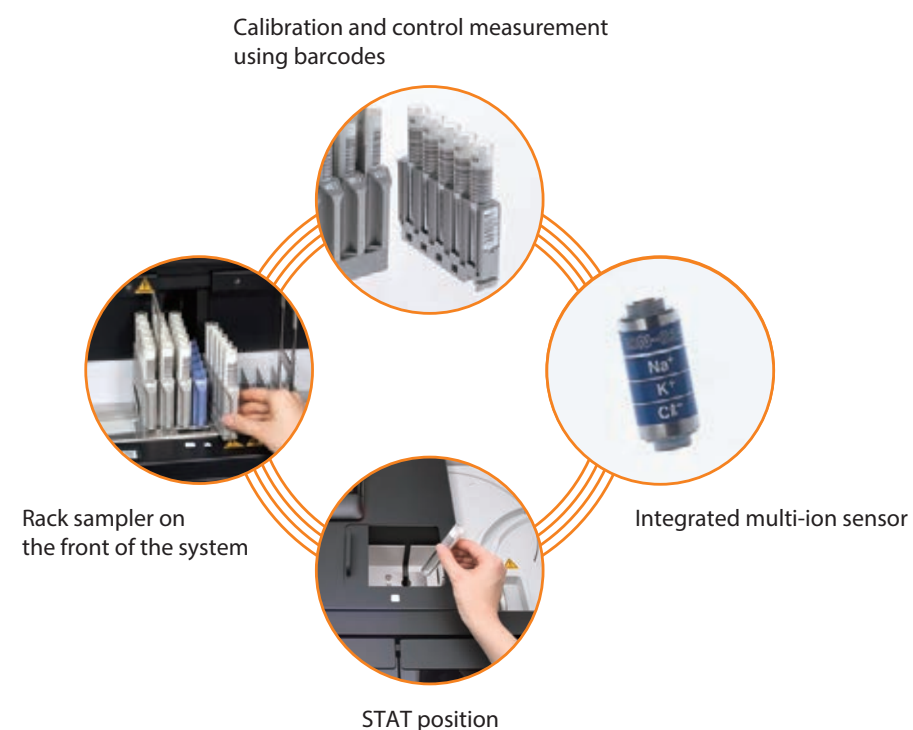 Calibration and control measurement
using barcodes
Na⁺
K⁺
Cℓ⁻
Rack sampler on
the front of the system
Integrated multi-ion sensor
STAT position